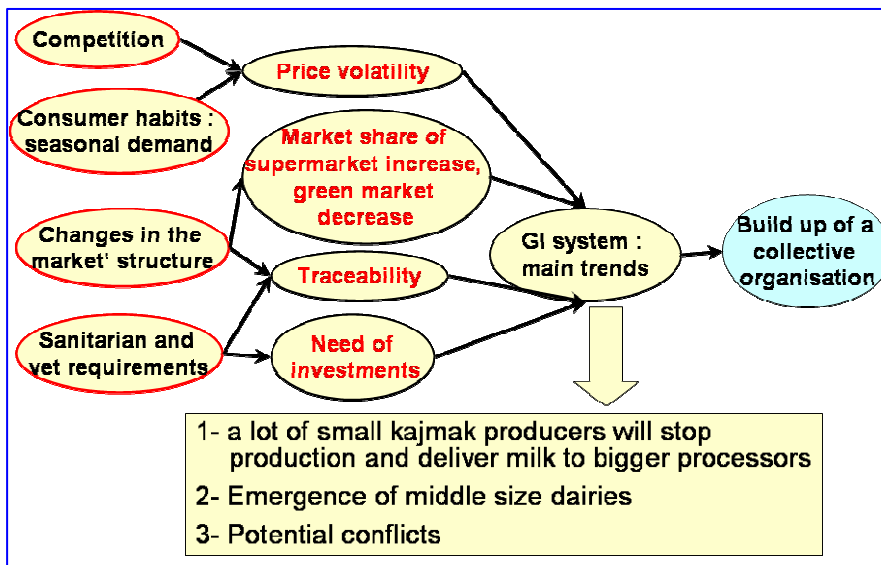 Competition
Consumer habits :
seasonal demand
Changes in the
market' structure
Sanitarian and
vet requirements
Price volatility
Market share of
supermarket increase,
green market
decrease
Traceability
Need of
investments
GI system :
main trends
Build up of a
collective
organisation
1- a lot of small kajmak producers will stop
production and deliver milk to bigger processors
2- Emergence of middle size dairies
3- Potential conflicts